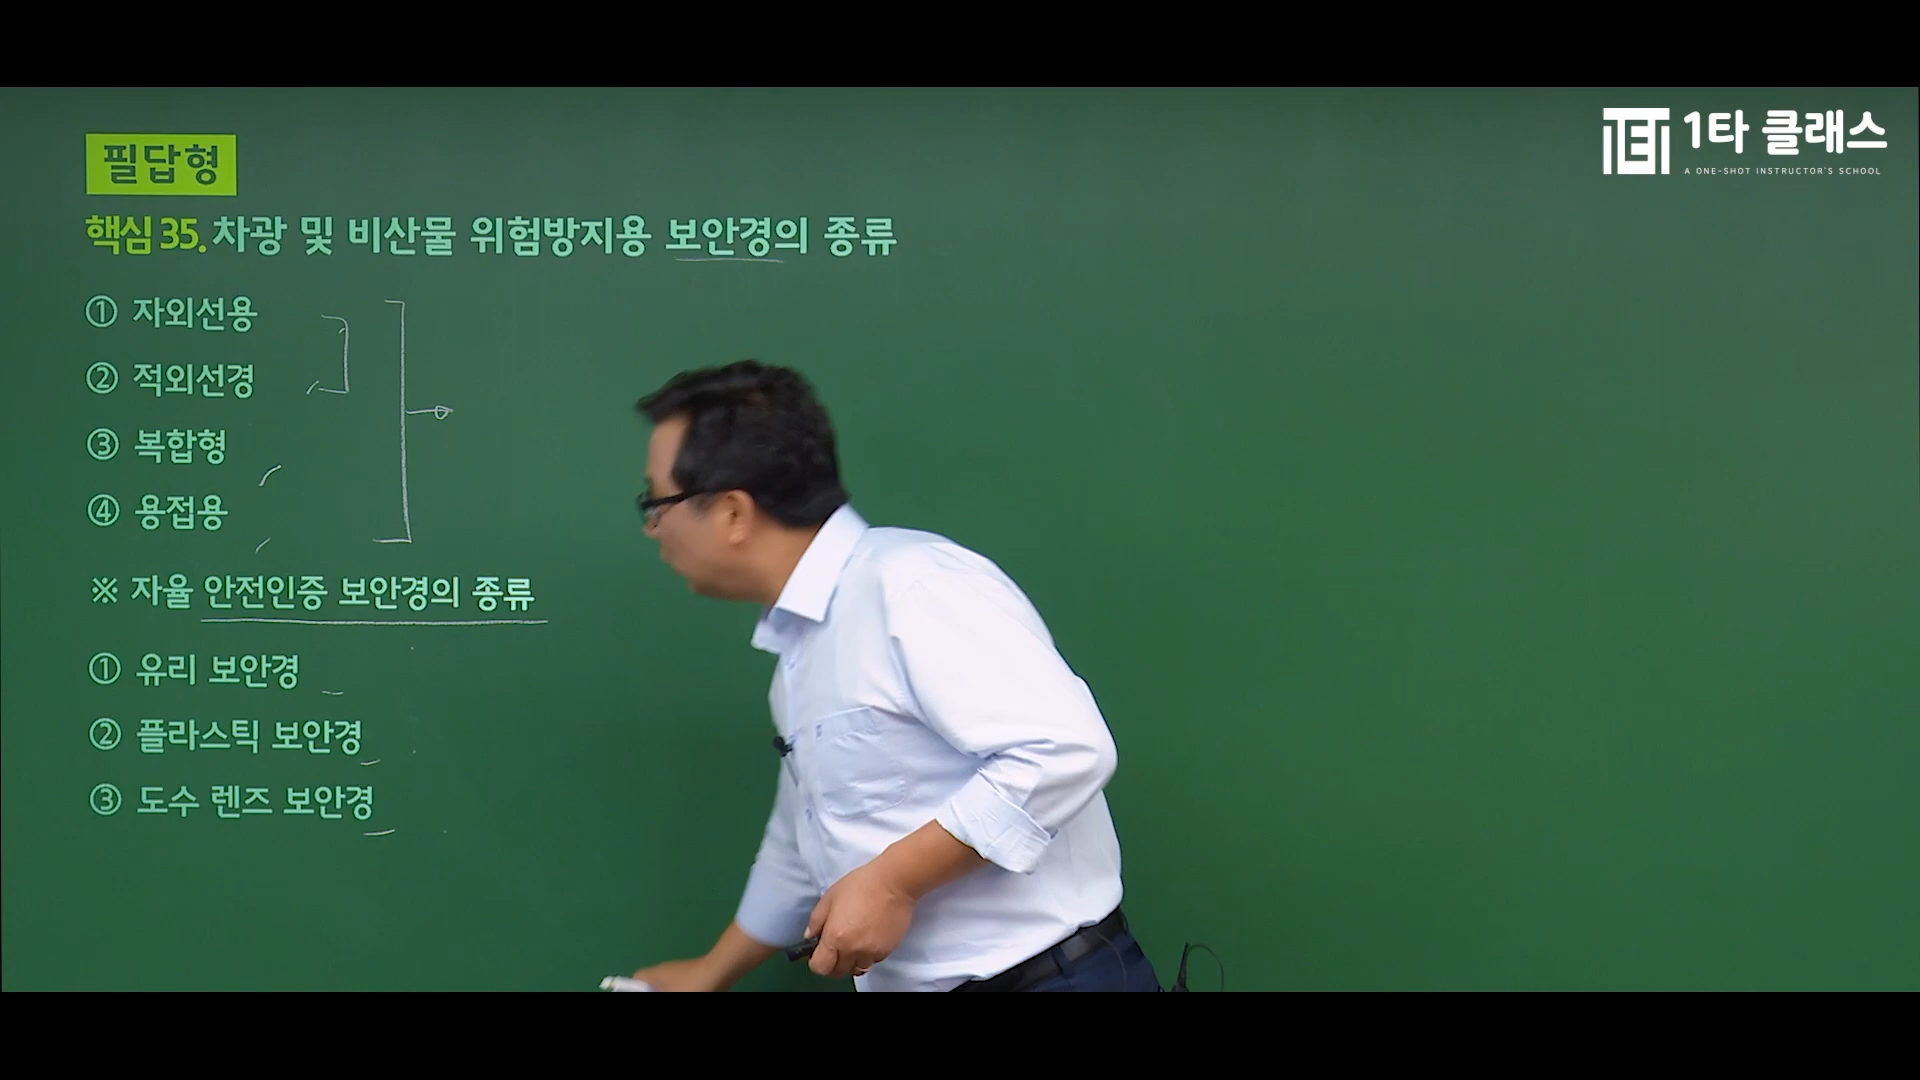 1타 클래스
A ONE-SHOT INSTRUCTOR'S SCHOOL
필답형
핵심 35. 차광 및 비산물 위험방지용 보안경의 종류
① 자외선용
② 적외선경
③ 복합형
④ 용접용
※ 자율 안전인증 보안경의 종류
① 유리 보안경
② 플라스틱 보안경
③ 도수 렌즈 보안경